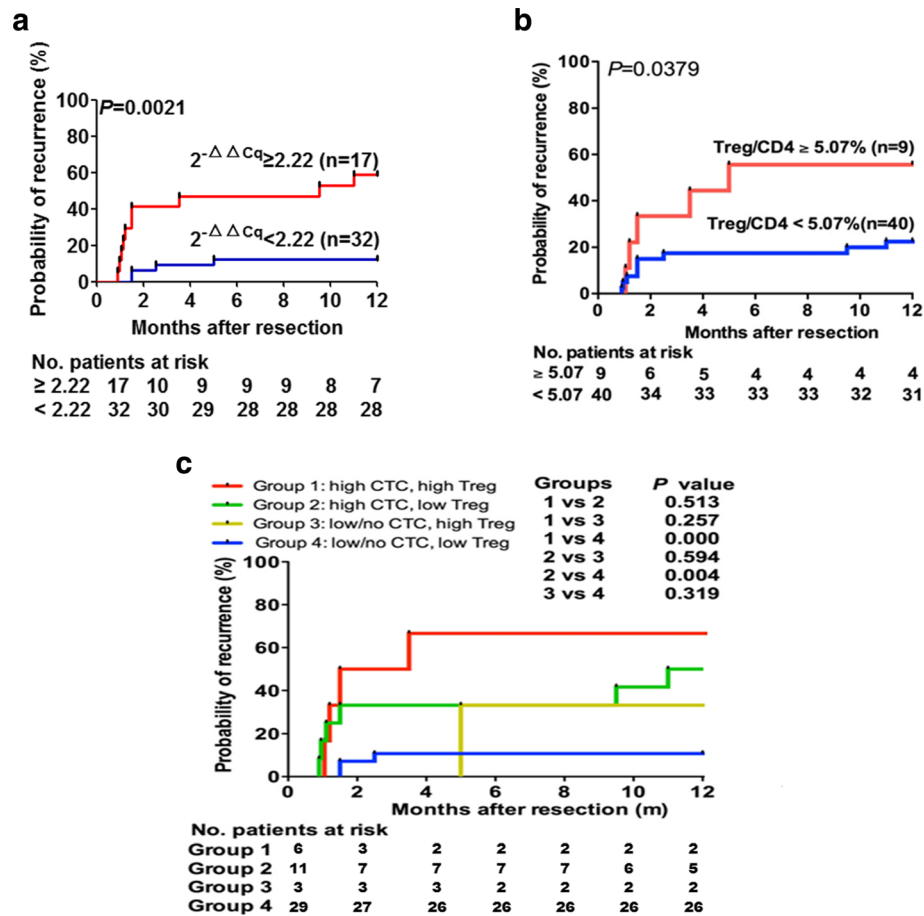 a
P=0.0021
Probability of recurrence (%)
100
80
60
40
20
0
2-△△Cq≥2.22 (n=17)
2-△△Cq<2.22 (n=32)
2 4 6 8 10 12
Months after resection
No. patients at risk
≥ 2.22 17 10 9 9 9 8 7
< 2.22 32 30 29 28 28 28 28
b
P=0.0379
Probability of recurrence (%)
100
80
60
40
20
0
Treg/CD4 ≥ 5.07% (n=9)
Treg/CD4 < 5.07%(n=40)
0 2 4 6 8 10 12
Months after resection
No. patients at risk
≥ 5.07 9 6 5 4 4 4 4
< 5.07 40 34 33 33 33 32 31
c
Group 1: high CTC, high Treg
Group 2: high CTC, low Treg
Group 3: low/no CTC, high Treg
Group 4: low/no CTC, low Treg
Groups P value
1 vs 2 0.513
1 vs 3 0.257
1 vs 4 0.000
2 vs 3 0.594
2 vs 4 0.004
3 vs 4 0.319
Probability of recurrence (%)
100
80
60
40
20
0
0 2 4 6 8 10 12
Months after resection (m)
No. patients at risk
Group 1 6 3 2 2 2 2 2
Group 2 11 7 7 7 7 6 5
Group 3 3 3 3 2 2 2 2
Group 4 29 27 26 26 26 26 26